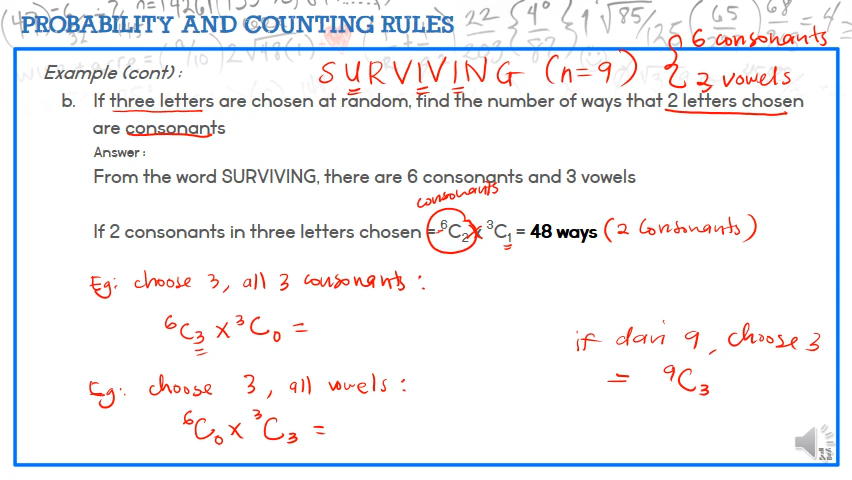 PROBABILITY AND COUNTING RULES
Example (cont) :
SURVIVING (n=9) { 6 consonants
3 vowels
b. If three letters are chosen at random, find the number of ways that 2 letters chosen
are consonants
Answer :
From the word SURVIVING, there are 6 consonants and 3 vowels
consonants
If 2 consonants in three letters chosen = ⁶C₂ x ³C₁ = 48 ways (2 consonants)
Eg: choose 3, all 3 consonants :
⁶C₃ x ³C₀ =
if dari 9, choose 3
= ⁹C₃
Eg: choose 3, all vowels :
⁶C₀ x ³C₃ =